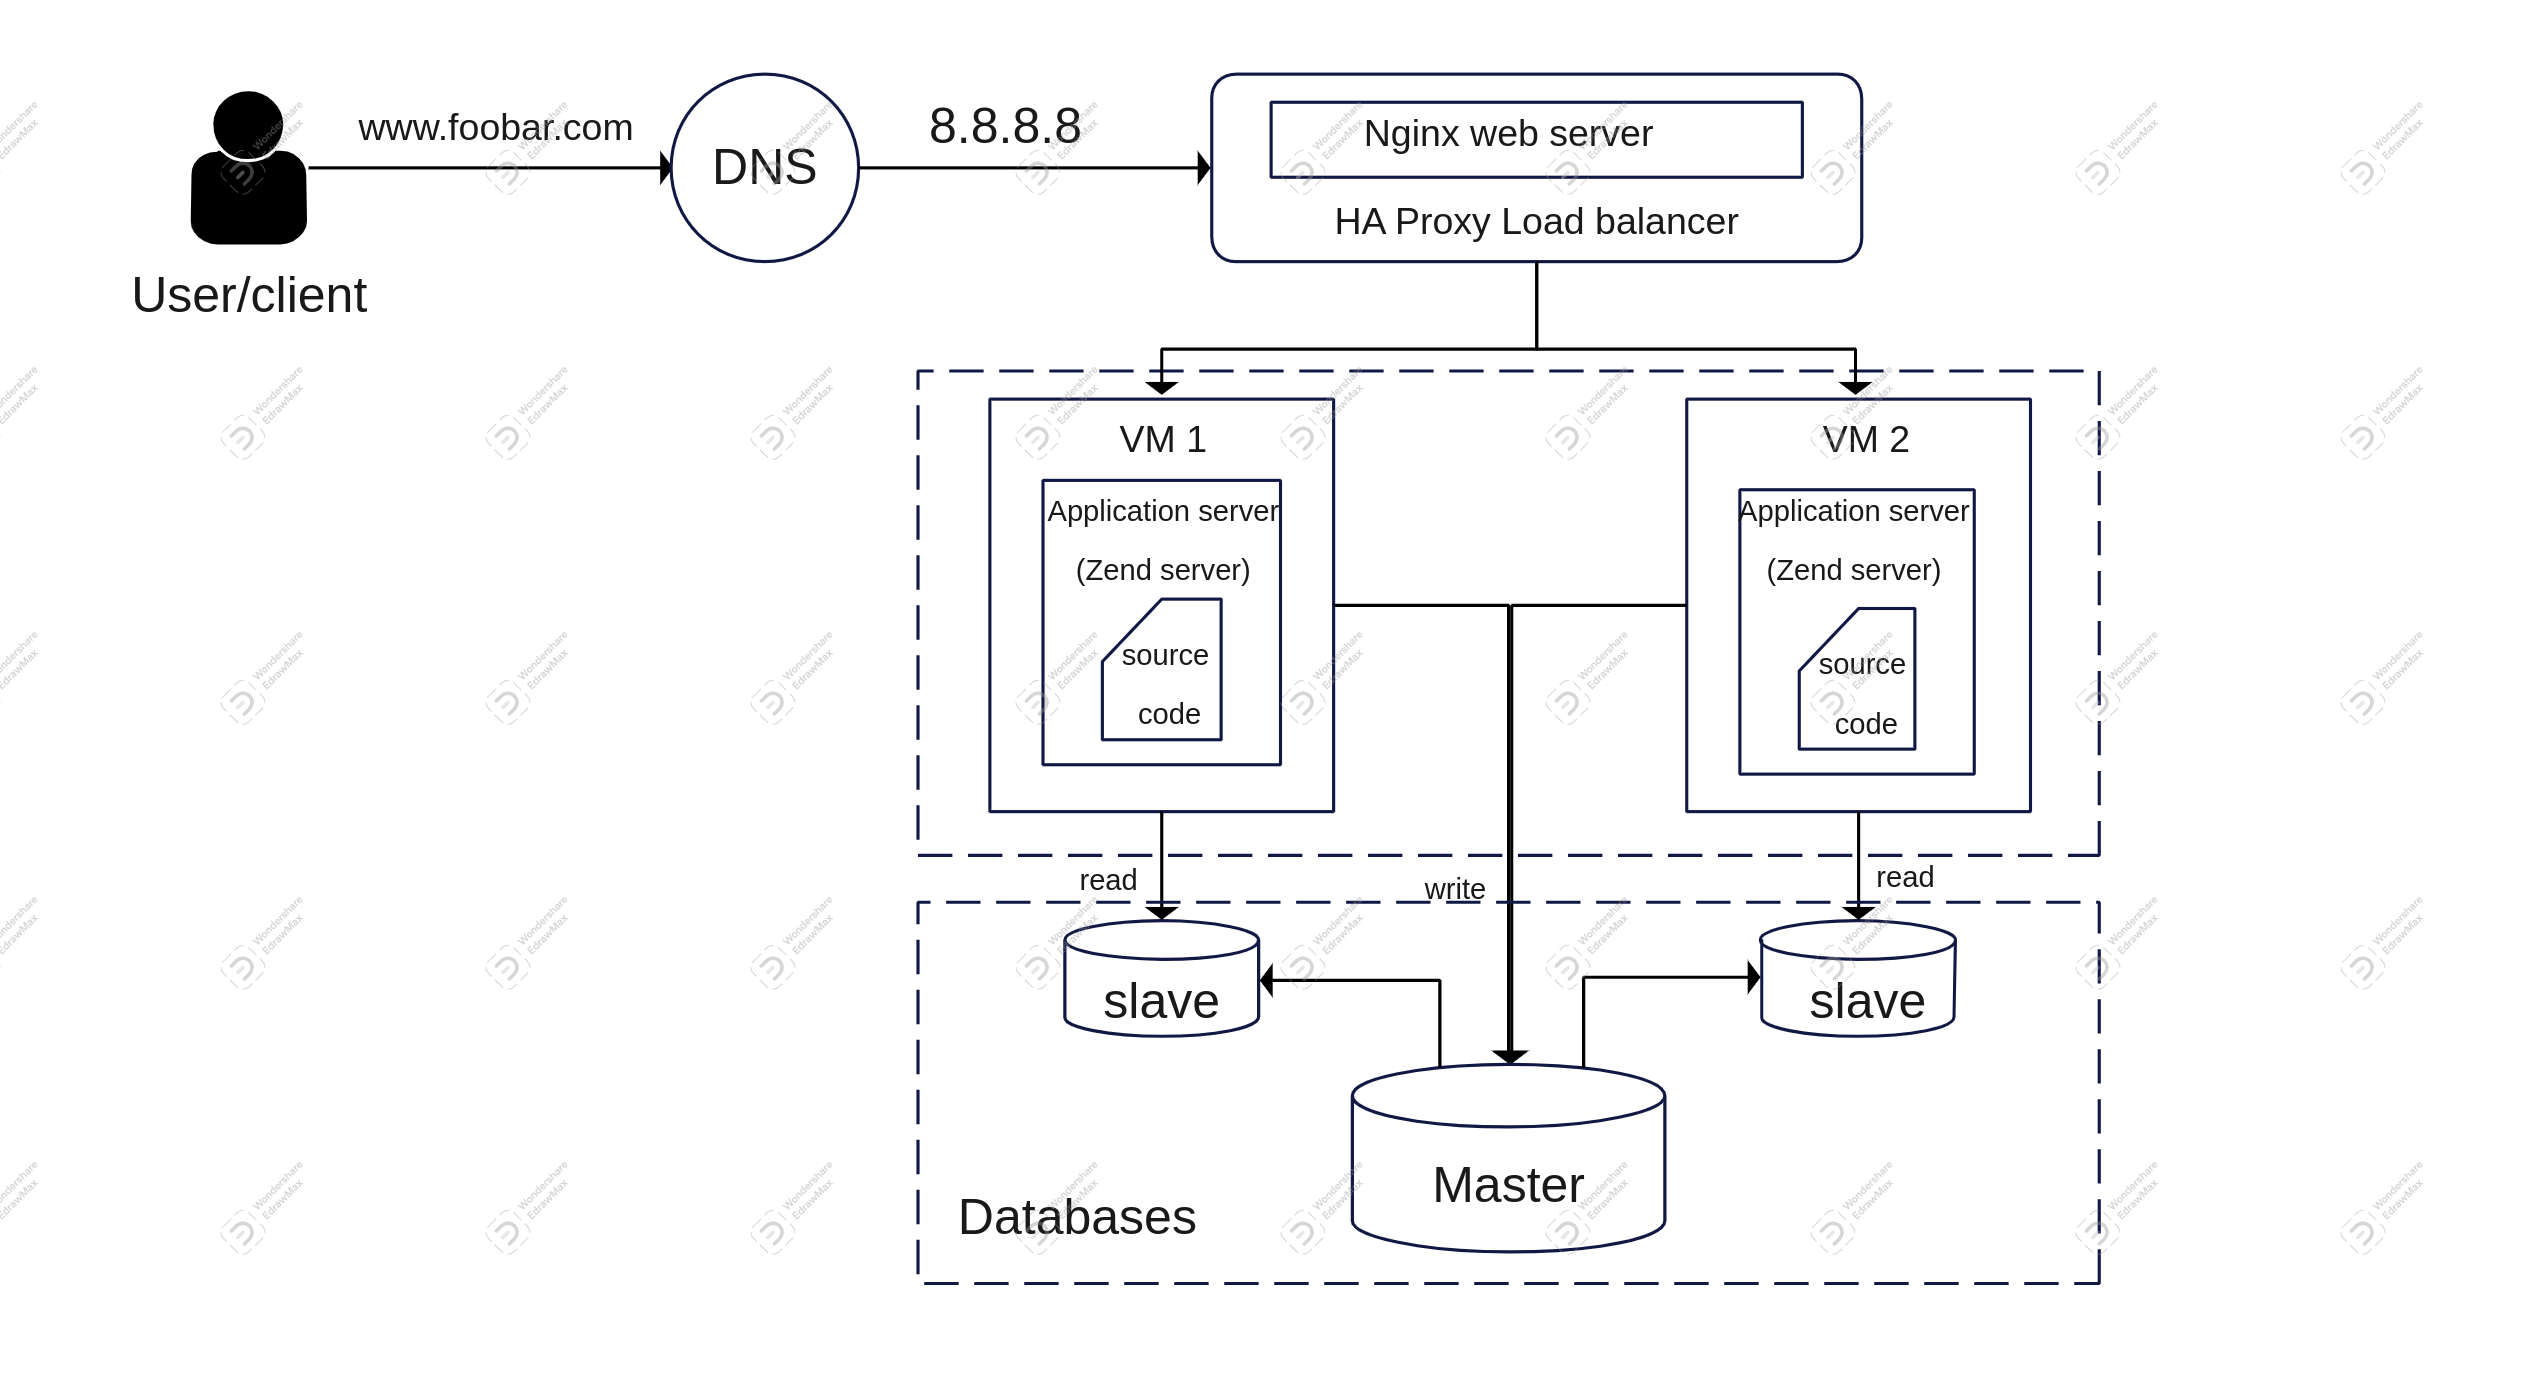 www.foobar.com
DNS
8.8.8.8
Nginx web server
HA Proxy Load balancer
User/client
VM 1
Application server
(Zend server)
source
code
VM 2
Application server
(Zend server)
source
code
read
write
read
slave
slave
Master
Databases
Wondershare
EdrawMax